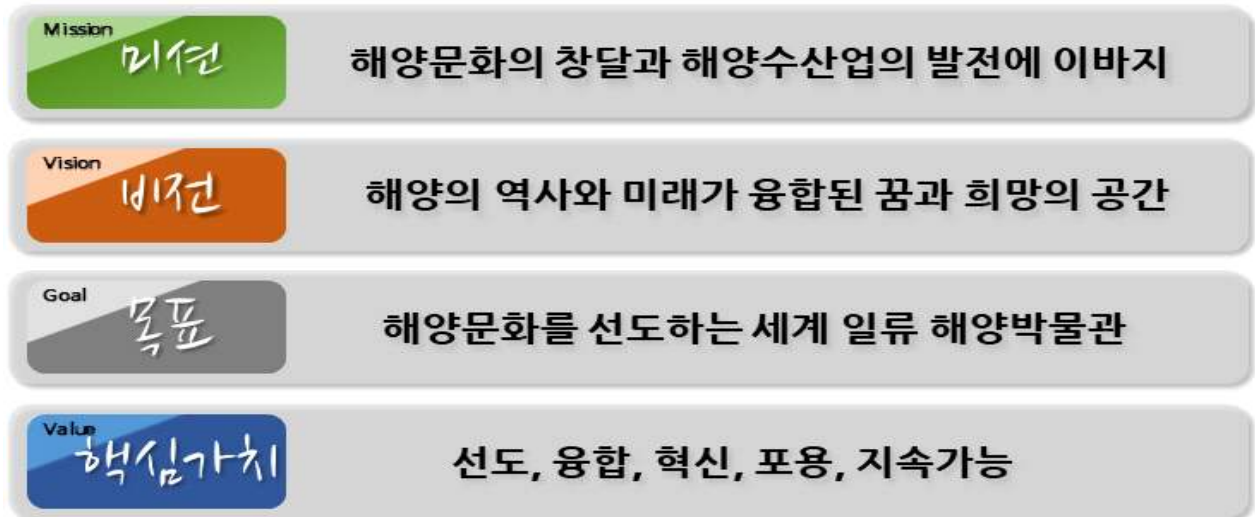 Mission
미션
해양문화의 창달과 해양수산업의 발전에 이바지
Vision
비전
해양의 역사와 미래가 융합된 꿈과 희망의 공간
Goal
목표
해양문화를 선도하는 세계 일류 해양박물관
Value
핵심가치
선도, 융합, 혁신, 포용, 지속가능